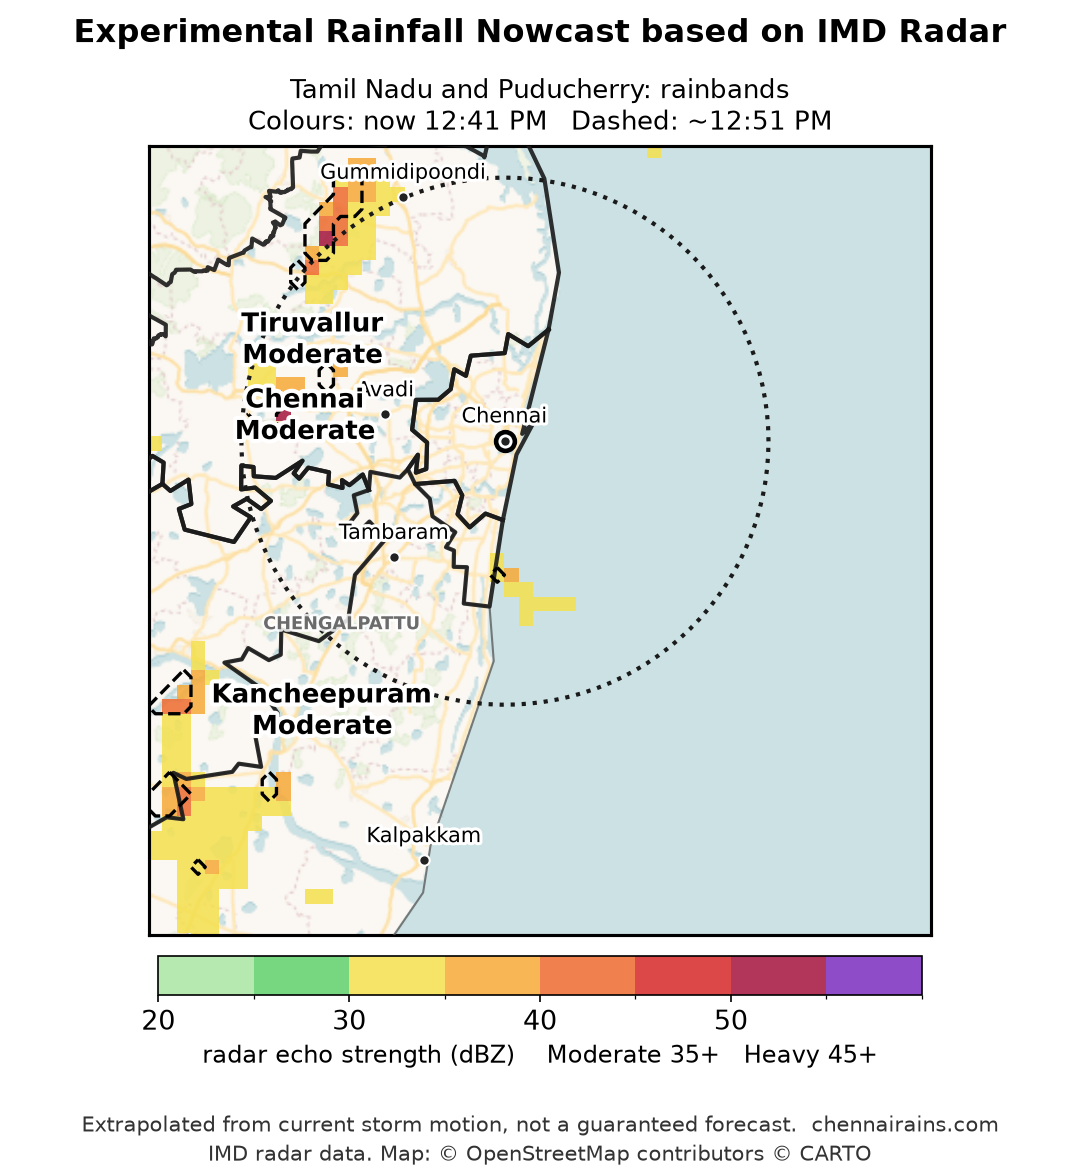 Experimental Rainfall Nowcast based on IMD Radar
Tamil Nadu and Puducherry: rainbands
Colours: now 12:41 PM   Dashed: ~12:51 PM
Gummidipoondi
Tiruvallur
Moderate
Avadi
Chennai
Moderate
Chennai
Tambaram
CHENGALPATTU
Kancheepuram
Moderate
Kalpakkam
20 30 40 50
radar echo strength (dBZ)    Moderate 35+   Heavy 45+
Extrapolated from current storm motion, not a guaranteed forecast.  chennairains.com
IMD radar data. Map: © OpenStreetMap contributors © CARTO